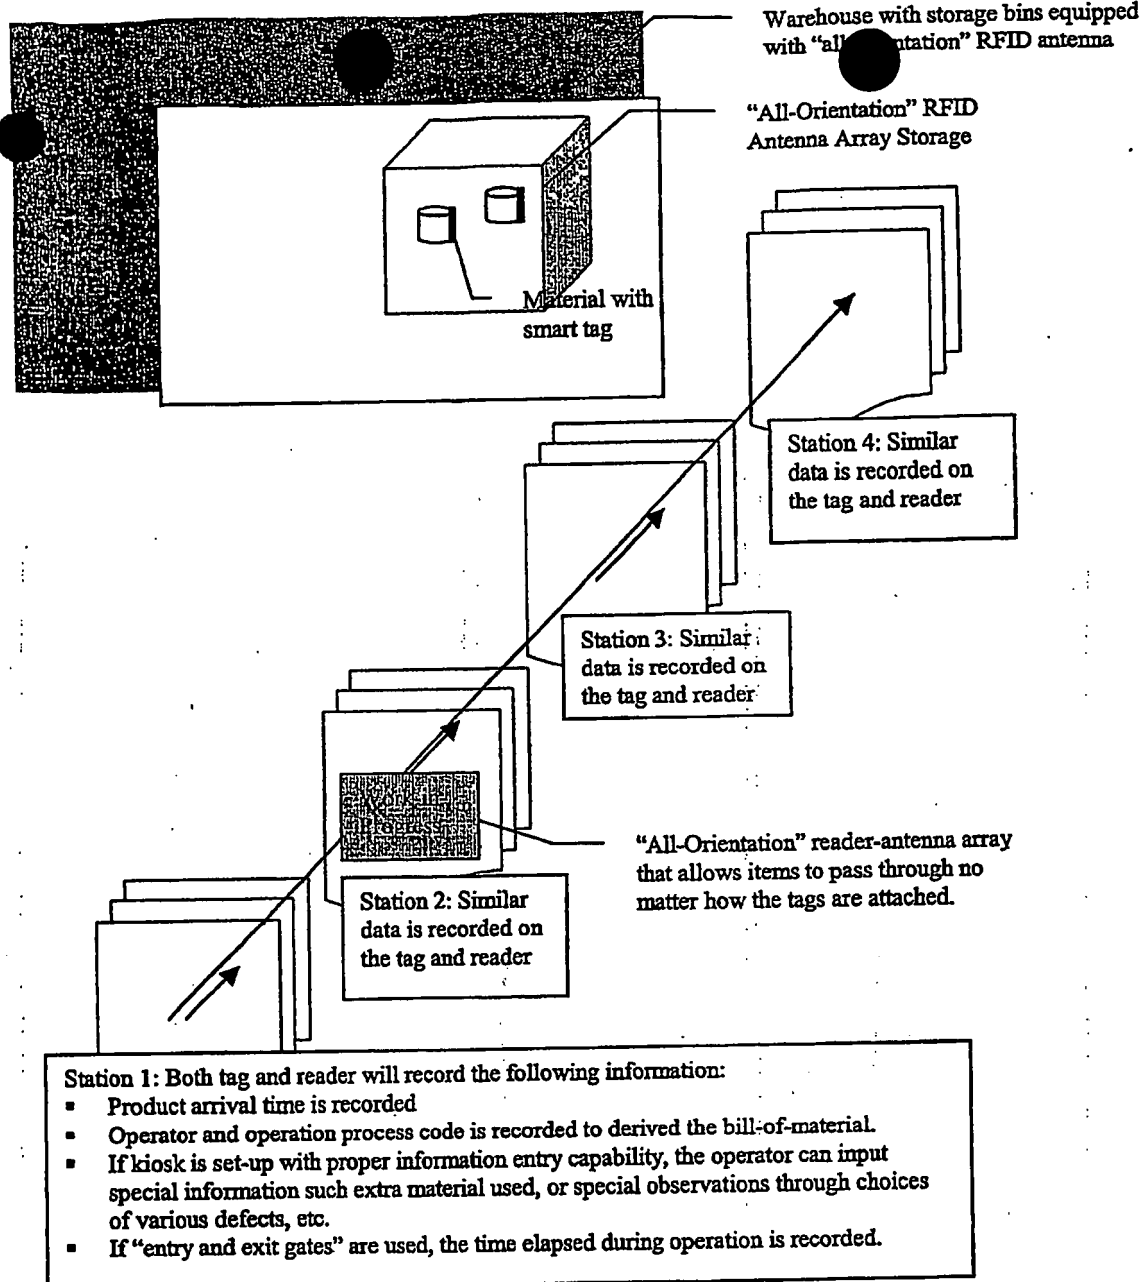 Warehouse with storage bins equipped
with “all ntation” RFID antenna
“All-Orientation” RFID
Antenna Array Storage
Material with
smart tag
Station 4: Similar
data is recorded on
the tag and reader
Station 3: Similar
data is recorded on
the tag and reader
Work in
Progress
“All-Orientation” reader-antenna array
that allows items to pass through no
matter how the tags are attached.
Station 2: Similar
data is recorded on
the tag and reader
Station 1: Both tag and reader will record the following information:
▪ Product arrival time is recorded
▪ Operator and operation process code is recorded to derived the bill-of-material.
▪ If kiosk is set-up with proper information entry capability, the operator can input
special information such extra material used, or special observations through choices
of various defects, etc.
▪ If “entry and exit gates” are used, the time elapsed during operation is recorded.